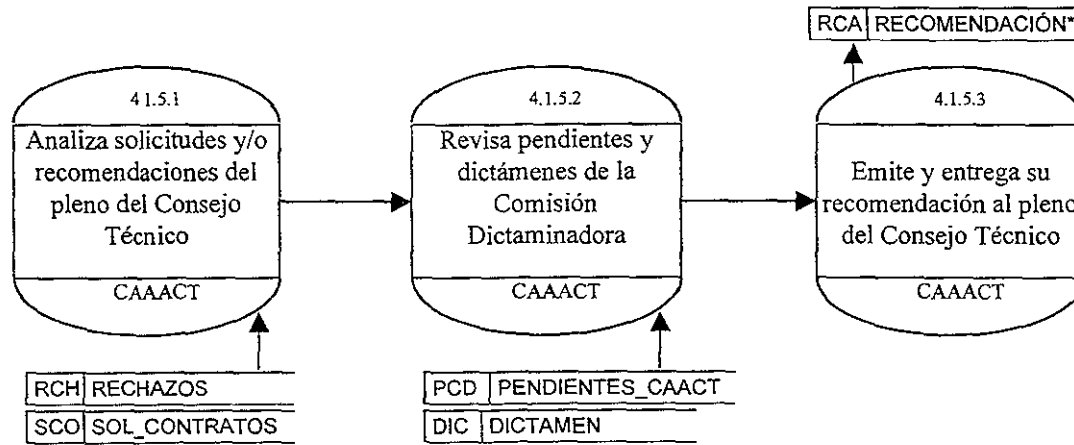 RCA RECOMENDACIÓN*
4 1.5.1
Analiza solicitudes y/o
recomendaciones del
pleno del Consejo
Técnico
CAAACT
4.1.5.2
Revisa pendientes y
dictámenes de la
Comisión
Dictaminadora
CAAACT
4.1.5.3
Emite y entrega su
recomendación al pleno
del Consejo Técnico
CAAACT
RCH RECHAZOS
SCO SOL_CONTRATOS
PCD PENDIENTES_CAACT
DIC DICTAMEN